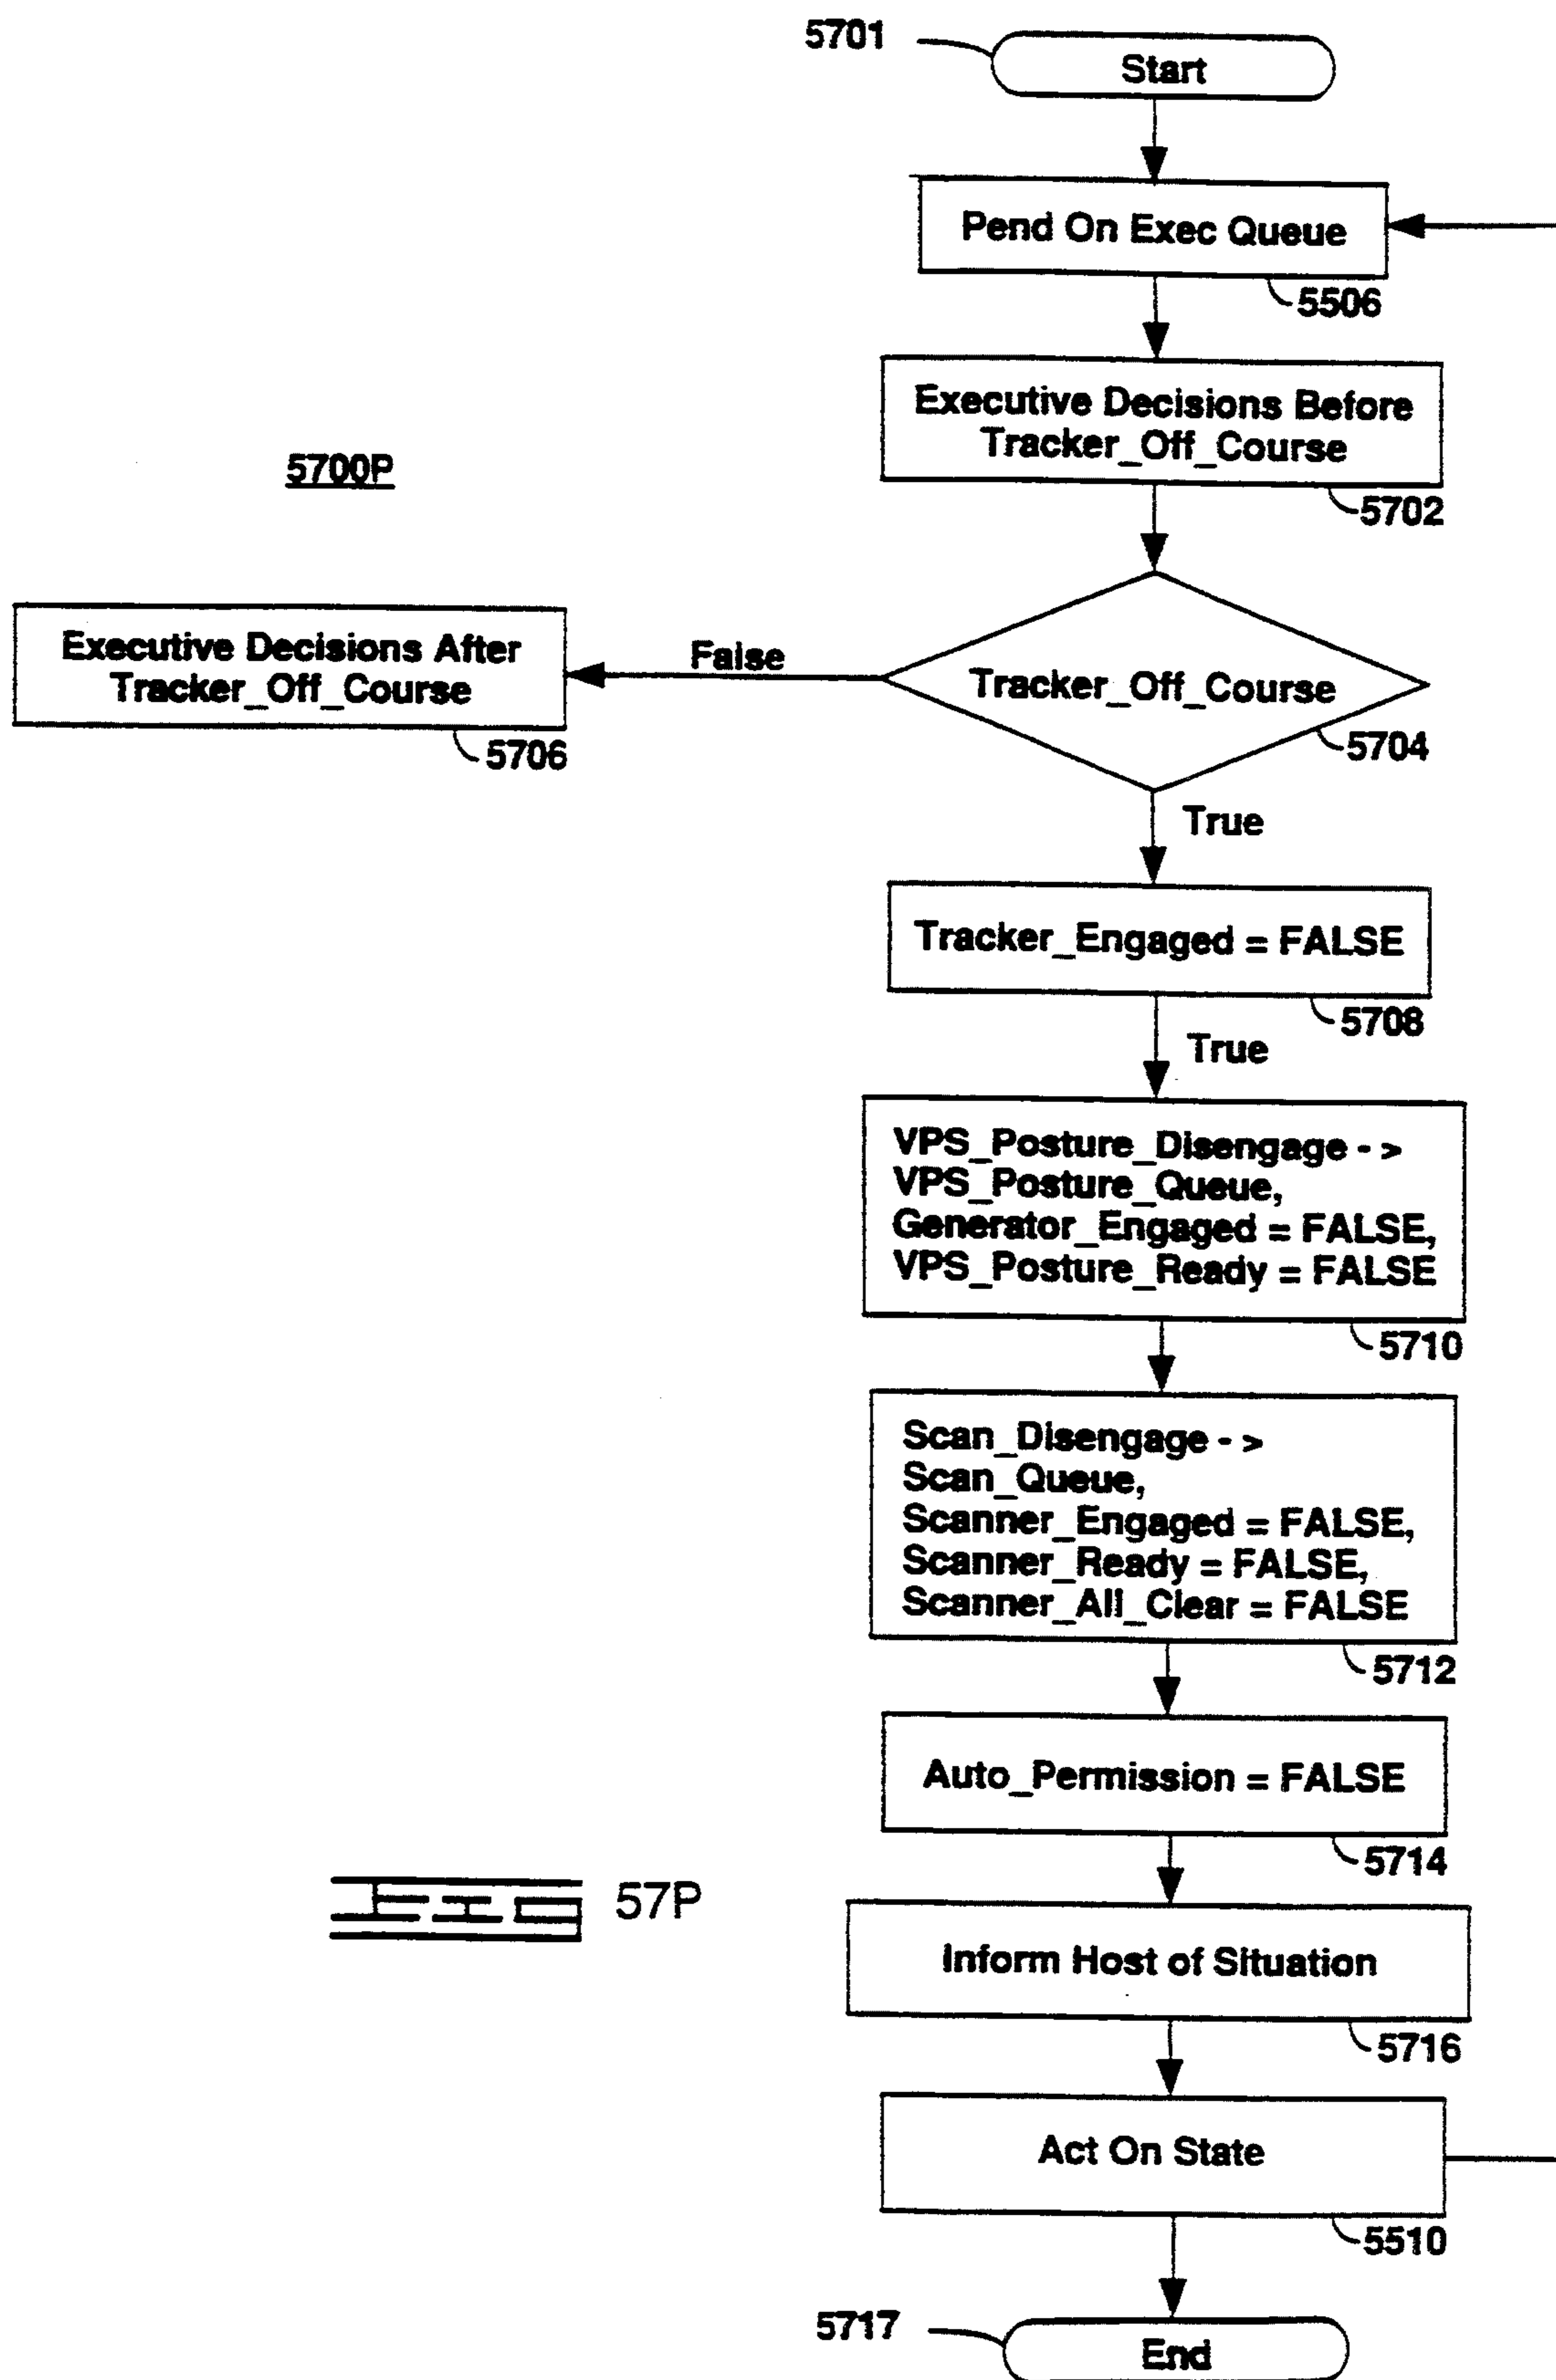 5701
Start
Pend On Exec Queue
5506
Executive Decisions Before
Tracker_Off_Course
5702
5700P
Executive Decisions After
Tracker_Off_Course
5706
False
Tracker_Off_Course
5704
True
Tracker_Engaged = FALSE
5708
True
VPS_Posture_Disengage - >
VPS_Posture_Queue,
Generator_Engaged = FALSE,
VPS_Posture_Ready = FALSE
5710
Scan_Disengage - >
Scan_Queue,
Scanner_Engaged = FALSE,
Scanner_Ready = FALSE,
Scanner_All_Clear = FALSE
5712
Auto_Permission = FALSE
5714
FIG 57P
Inform Host of Situation
5716
Act On State
5510
5717
End